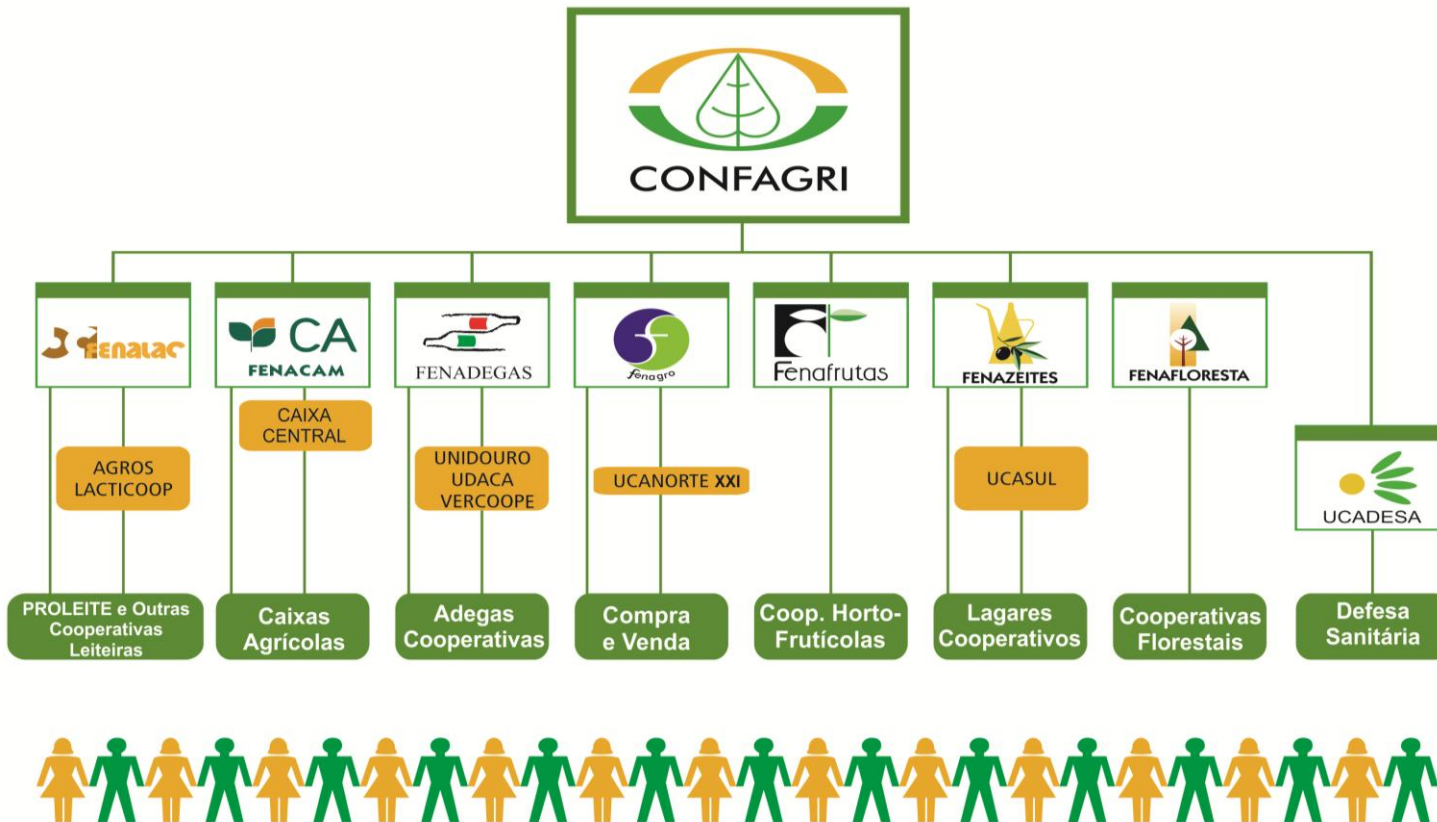 CONFAGRI
Fenalac
CA
FENACAM
FENADEGAS
fenagro
Fenafrutas
FENAZEITES
FENAFLORESTA
CAIXA
CENTRAL
AGROS
LACTICOOP
UNIDOURO
UDACA
VERCOOPE
UCANORTE XXI
UCASUL
UCADESA
PROLEITE e Outras
Cooperativas
Leiteiras
Caixas
Agrícolas
Adegas
Cooperativas
Compra
e Venda
Coop. Horto-
Frutícolas
Lagares
Cooperativos
Cooperativas
Florestais
Defesa
Sanitária